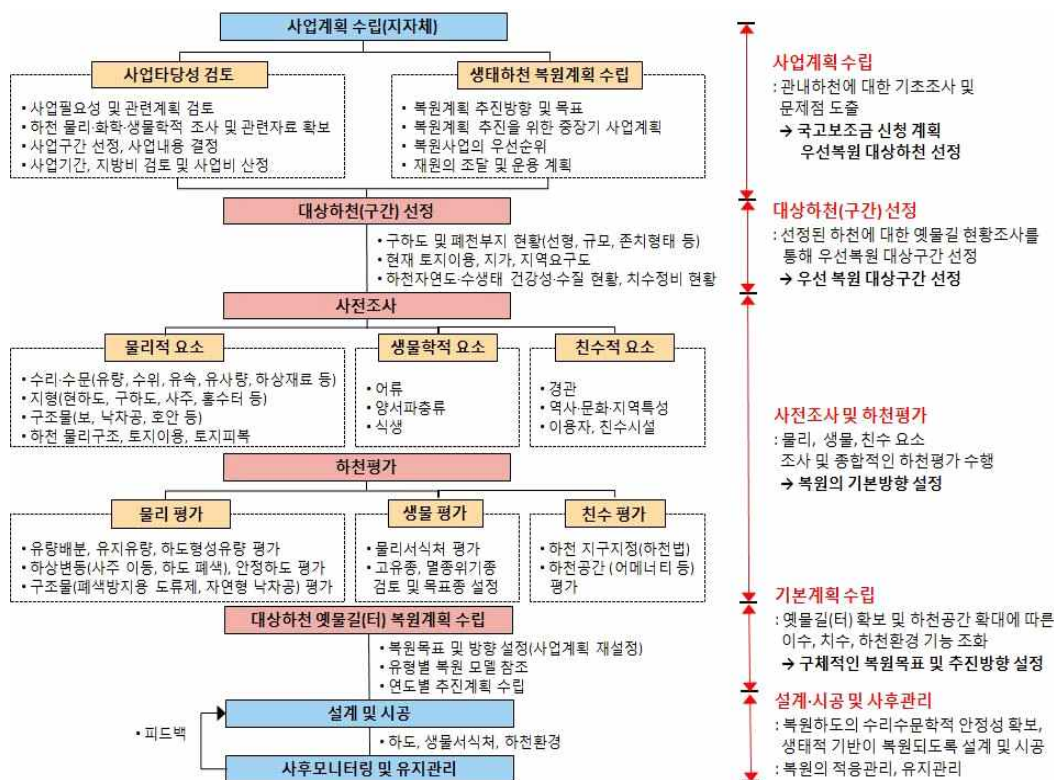 사업계획 수립(지자체)
사업타당성 검토
• 사업필요성 및 관련계획 검토
• 하천 물리·화학·생물학적 조사 및 관련자료 확보
• 사업구간 선정, 사업내용 결정
• 사업기간, 지방비 검토 및 사업비 산정
생태하천 복원계획 수립
• 복원계획 추진방향 및 목표
• 복원계획 추진을 위한 중장기 사업계획
• 복원사업의 우선순위
• 재원의 조달 및 운용 계획
대상하천(구간) 선정
• 구하도 및 폐천부지 현황(선형, 규모, 존치형태 등)
• 현재 토지이용, 지가, 지역요구도
• 하천자연도·수생태 건강성·수질 현황, 치수정비 현황
사전조사
물리적 요소
• 수리·수문(유량, 수위, 유속, 유사량, 하상재료 등)
• 지형(현하도, 구하도, 사주, 홍수터 등)
• 구조물(보, 낙차공, 호안 등)
• 하천 물리구조, 토지이용, 토지피복
생물학적 요소
• 어류
• 양서파충류
• 식생
친수적 요소
• 경관
• 역사·문화·지역특성
• 이용자, 친수시설
하천평가
물리 평가
• 유량배분, 유지유량, 하도형성유량 평가
• 하상변동(사주 이동, 하도 폐색), 안정하도 평가
• 구조물(폐색방지용 도류제, 자연형 낙차공) 평가
생물 평가
• 물리서식처 평가
• 고유종, 멸종위기종
검토 및 목표종 설정
친수 평가
• 하천 지구지정(하천법)
• 하천공간 (어메너티 등)
평가
대상하천 옛물길(터) 복원계획 수립
• 복원목표 및 방향 설정(사업계획 재설정)
• 유형별 복원 모델 참조
• 연도별 추진계획 수립
설계 및 시공
• 피드백
• 하도, 생물서식처, 하천환경
사후모니터링 및 유지관리
사업계획 수립
: 관내하천에 대한 기초조사 및
문제점 도출
→ 국고보조금 신청 계획
우선복원 대상하천 선정
대상하천(구간) 선정
: 선정된 하천에 대한 옛물길 현황조사를
통해 우선복원 대상구간 선정
→ 우선 복원 대상구간 선정
사전조사 및 하천평가
: 물리, 생물, 친수 요소
조사 및 종합적인 하천평가 수행
→ 복원의 기본방향 설정
기본계획 수립
: 옛물길(터) 확보 및 하천공간 확대에 따른
이수, 치수, 하천환경 기능 조화
→ 구체적인 복원목표 및 추진방향 설정
설계·시공 및 사후관리
: 복원하도의 수리수문학적 안정성 확보,
생태적 기반이 복원되도록 설계 및 시공
: 복원의 적응관리, 유지관리